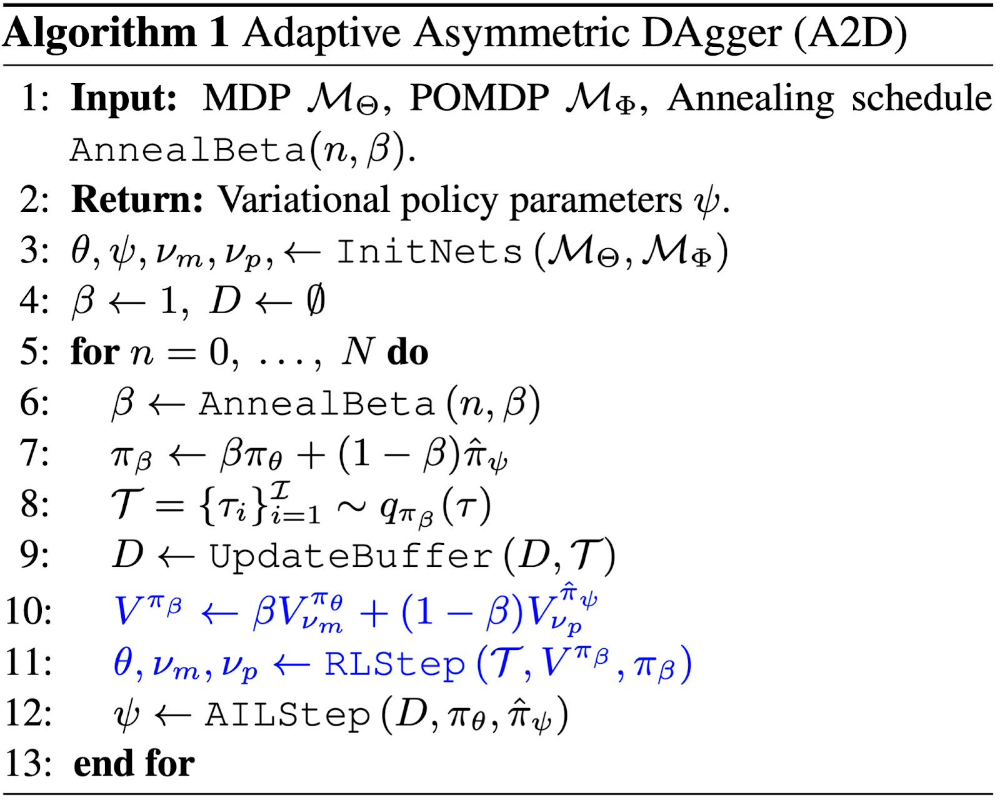 Algorithm 1 Adaptive Asymmetric DAgger (A2D)
1: Input: MDP $\mathcal{M}_\Theta$, POMDP $\mathcal{M}_\Phi$, Annealing schedule
AnnealBeta$(n, \beta)$.
2: Return: Variational policy parameters $\psi$.
3: $\theta, \psi, \nu_m, \nu_p, \leftarrow$ InitNets $(\mathcal{M}_\Theta, \mathcal{M}_\Phi)$
4: $\beta \leftarrow 1,\ D \leftarrow \emptyset$
5: for $n = 0, \ldots, N$ do
6: $\beta \leftarrow$ AnnealBeta $(n, \beta)$
7: $\pi_\beta \leftarrow \beta\pi_\theta + (1 - \beta)\hat{\pi}_\psi$
8: $\mathcal{T} = \{\tau_i\}_{i=1}^{\mathcal{I}} \sim q_{\pi_\beta}(\tau)$
9: $D \leftarrow$ UpdateBuffer $(D, \mathcal{T})$
10: $V^{\pi_\beta} \leftarrow \beta V_{\nu_m}^{\pi_\theta} + (1 - \beta) V_{\nu_p}^{\hat{\pi}_\psi}$
11: $\theta, \nu_m, \nu_p \leftarrow$ RLStep $(\mathcal{T}, V^{\pi_\beta}, \pi_\beta)$
12: $\psi \leftarrow$ AILStep $(D, \pi_\theta, \hat{\pi}_\psi)$
13: end for